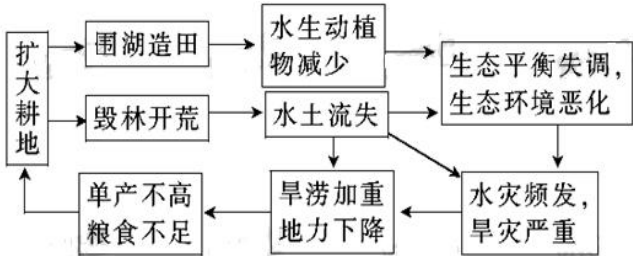 扩大耕地
围湖造田
水生动植
物减少
生态平衡失调，
生态环境恶化
毁林开荒
水土流失
单产不高
粮食不足
旱涝加重
地力下降
水灾频发，
旱灾严重